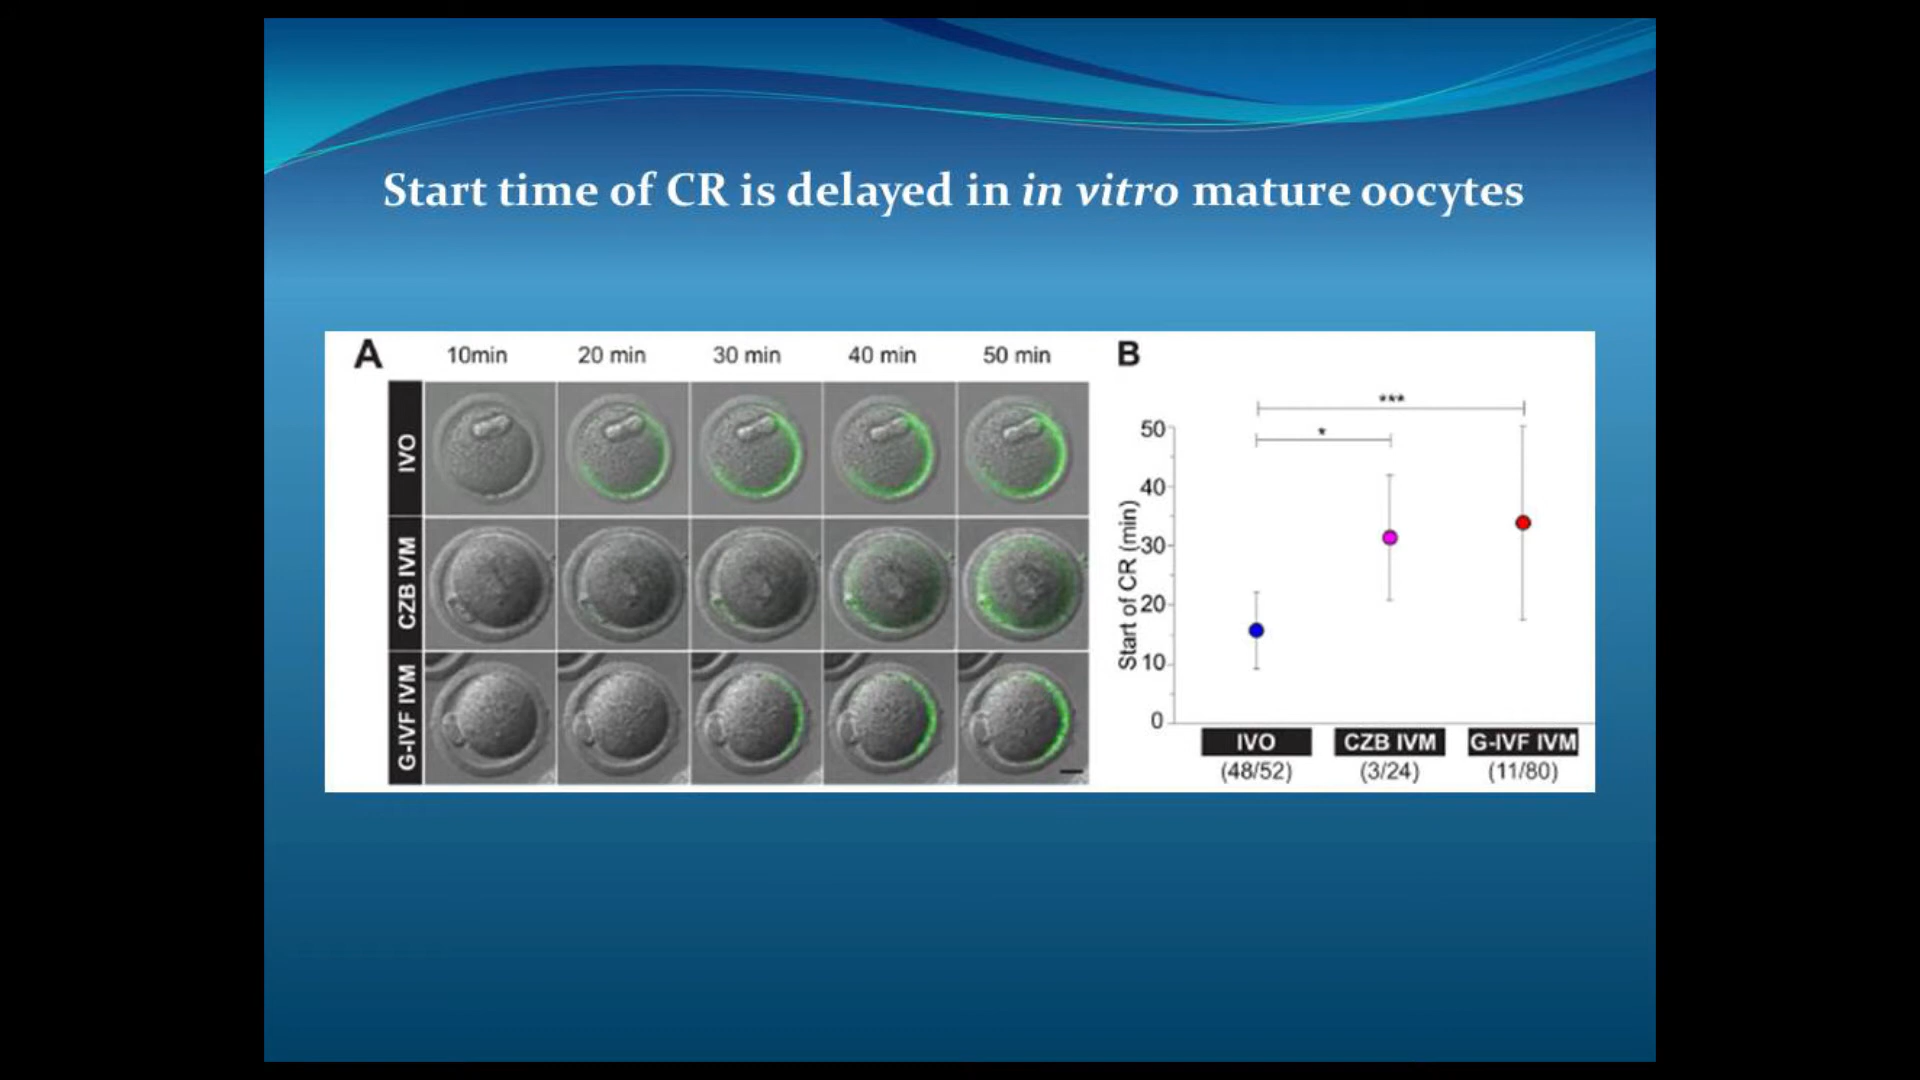 Start time of CR is delayed in in vitro mature oocytes
A
10min 20 min 30 min 40 min 50 min
IVO
CZB IVM
G-IVF IVM
B
***
*
Start of CR (min)
50
40
30
20
10
0
IVO CZB IVM G-IVF IVM
(48/52) (3/24) (11/80)